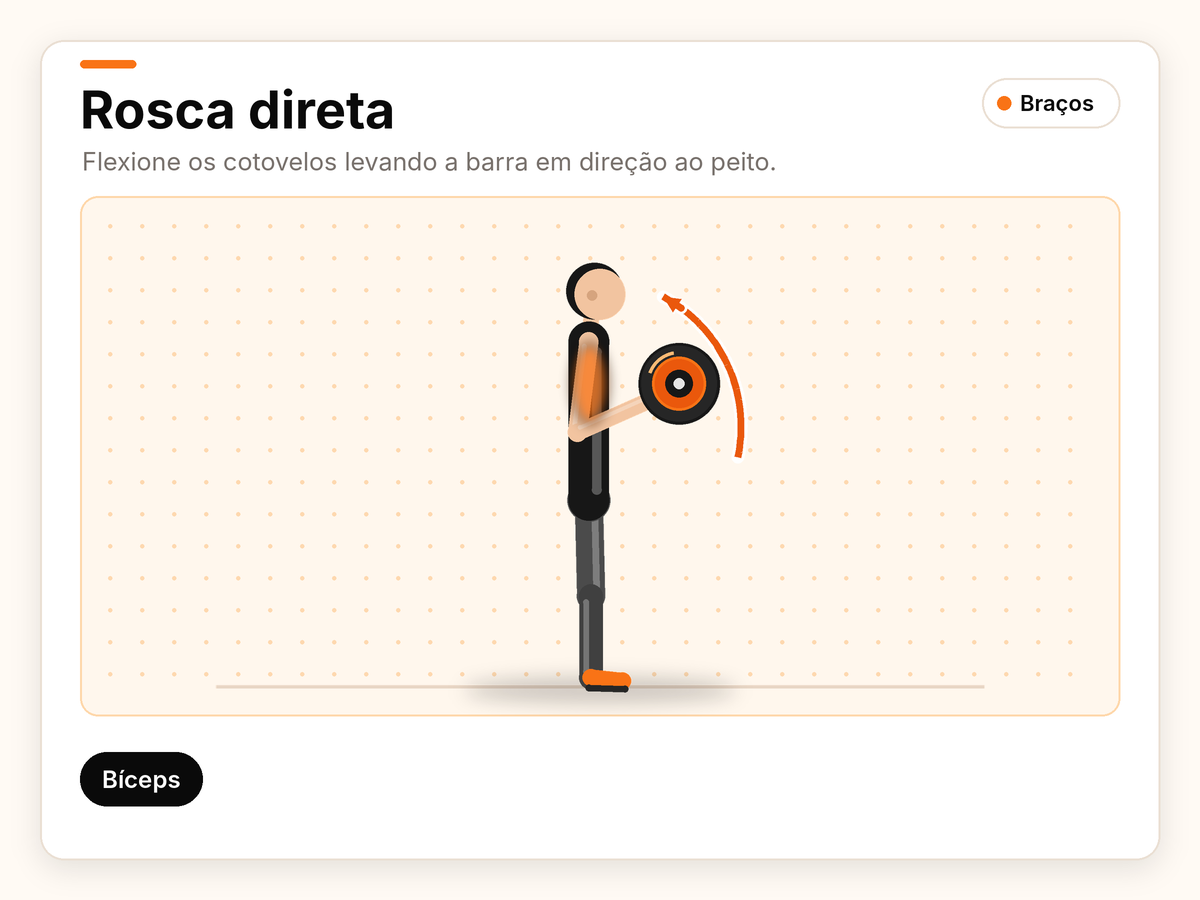 Rosca direta
Braços
Flexione os cotovelos levando a barra em direção ao peito.
Bíceps